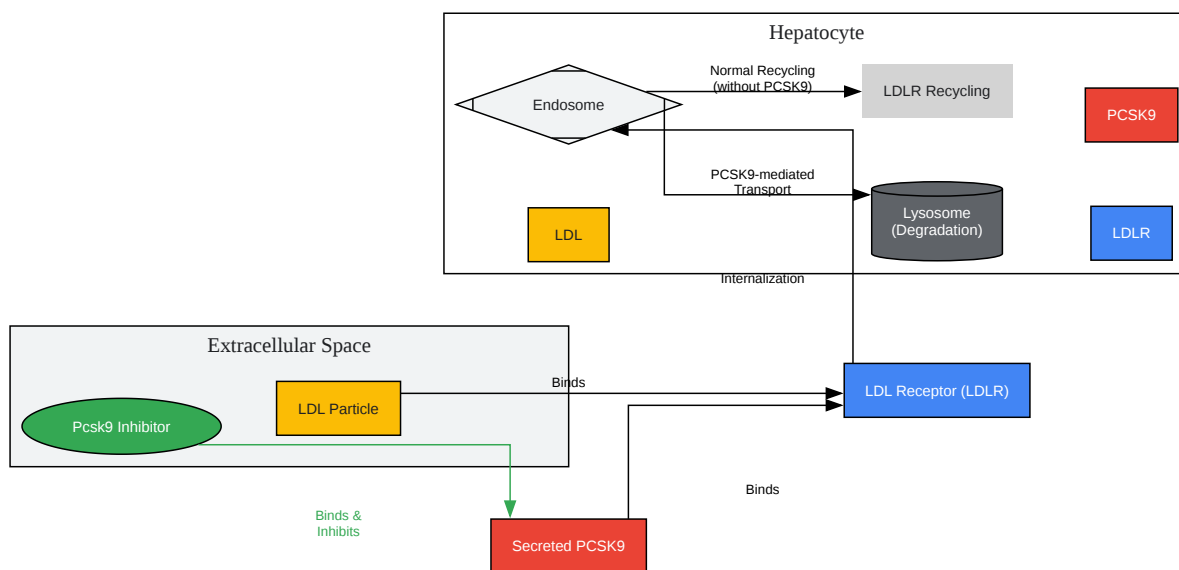 Hepatocyte
Normal Recycling
(without PCSK9)
Endosome
LDLR Recycling
PCSK9
PCSK9-mediated
Transport
Lysosome
(Degradation)
LDL
LDLR
Internalization
Extracellular Space
Binds
LDL Receptor (LDLR)
LDL Particle
Pcsk9 Inhibitor
Binds
Binds &
Inhibits
Secreted PCSK9